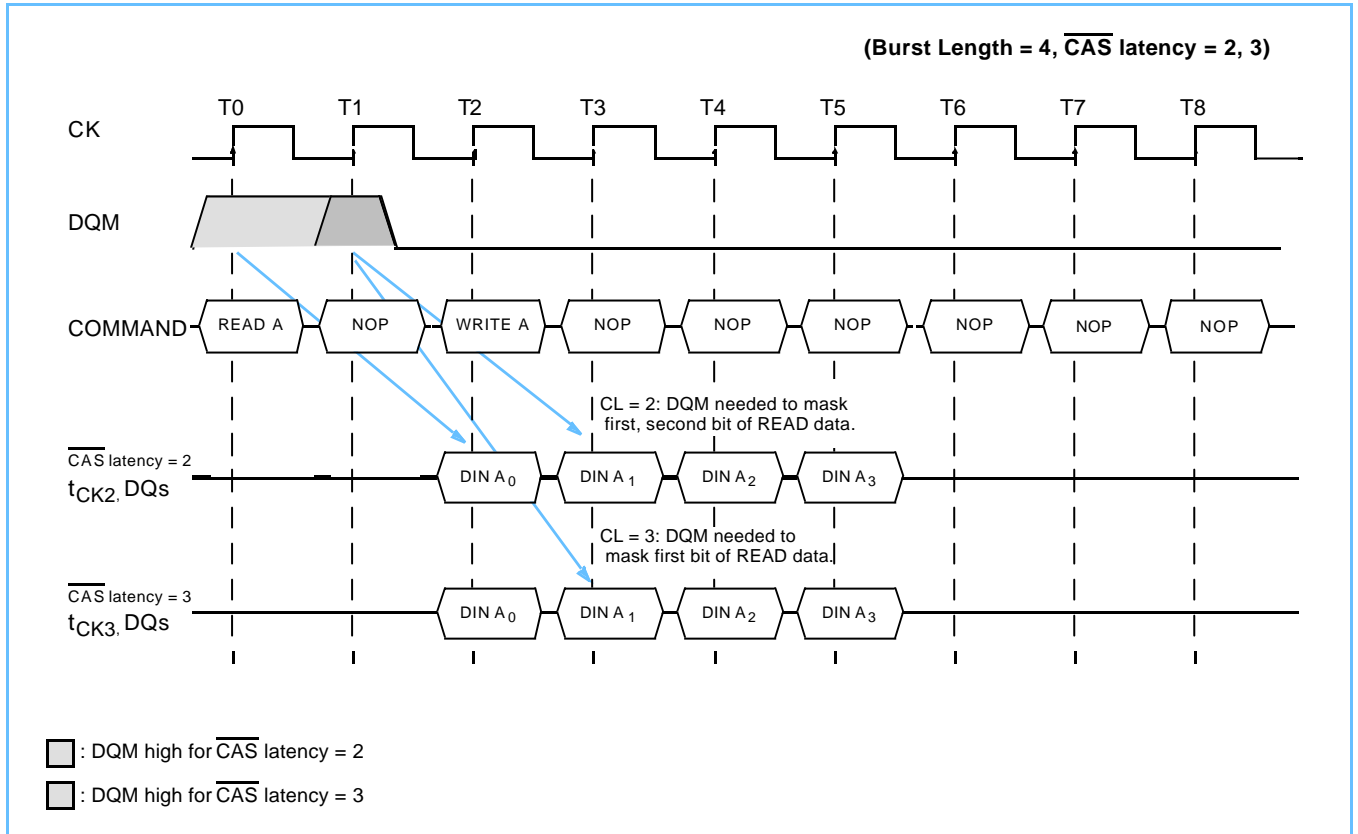 (Burst Length = 4, CAS latency = 2, 3)
T0 T1 T2 T3 T4 T5 T6 T7 T8
CK
DQM
COMMAND READ A NOP WRITE A NOP NOP NOP NOP NOP NOP
CL = 2: DQM needed to mask
first, second bit of READ data.
CAS latency = 2
tCK2, DQs DIN A0 DIN A1 DIN A2 DIN A3
CL = 3: DQM needed to
mask first bit of READ data.
CAS latency = 3
tCK3, DQs DIN A0 DIN A1 DIN A2 DIN A3
: DQM high for CAS latency = 2
: DQM high for CAS latency = 3